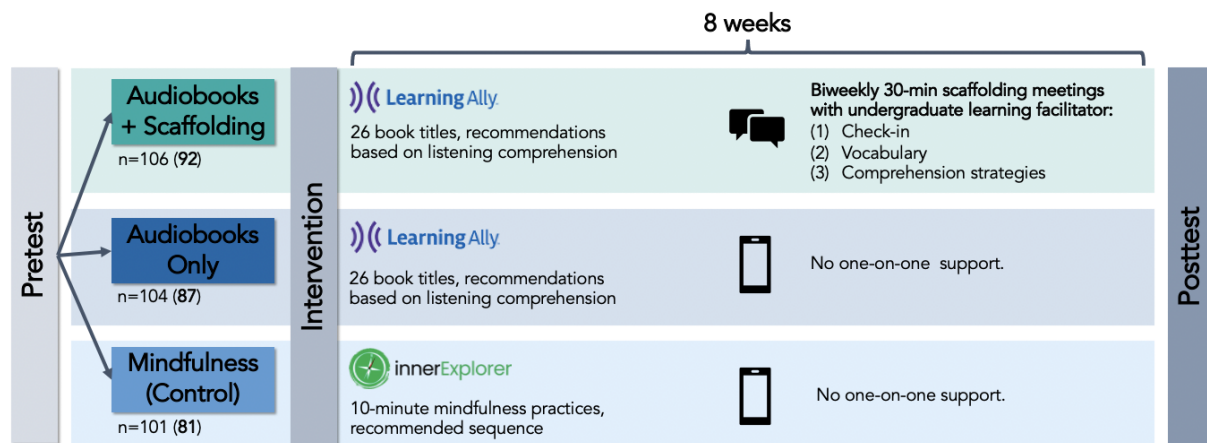 8 weeks
Pretest
Audiobooks
+ Scaffolding
n=106 (92)
Intervention
Learning Ally
26 book titles, recommendations
based on listening comprehension
Biweekly 30-min scaffolding meetings
with undergraduate learning facilitator:
(1) Check-in
(2) Vocabulary
(3) Comprehension strategies
Audiobooks
Only
n=104 (87)
Learning Ally
26 book titles, recommendations
based on listening comprehension
No one-on-one support.
Mindfulness
(Control)
n=101 (81)
innerExplorer
10-minute mindfulness practices,
recommended sequence
No one-on-one support.
Posttest